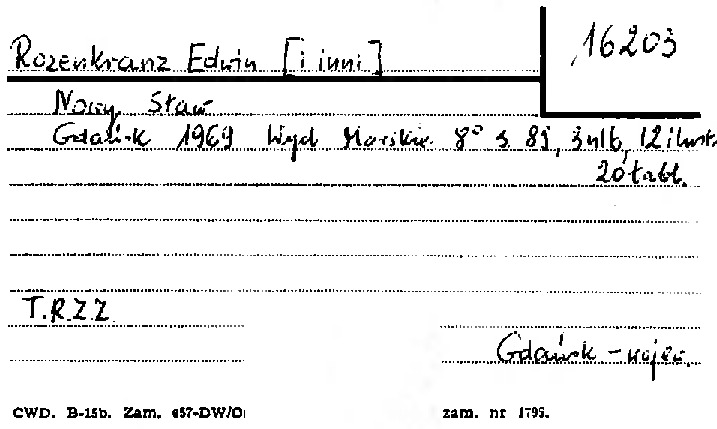 Rozenkranz Edwin [i inni]
16203
Nowy Staw
Gdańsk 1969 Wyd Morskie 8° s. 89, 3 nlb, 12 ilustr.
20 tabl.
T.R.Z.Z.
Gdańsk - wojew.
CWD. B-15b. Zam. 657-DW/O
zam. nr 1795.